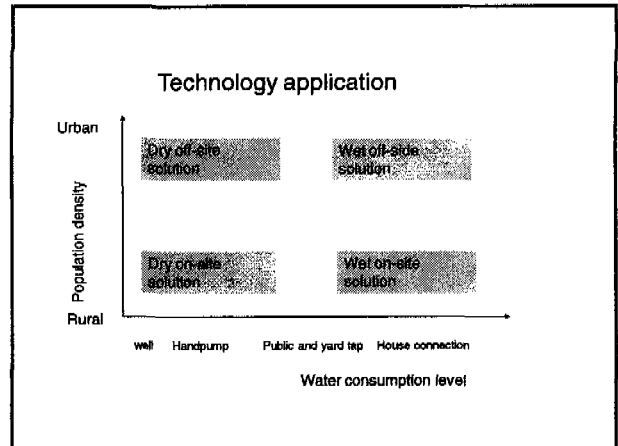 Technology application
Urban
Dry off-site
solution
Wet off-side
solution
Population density
Dry on-site
solution
Wet on-site
solution
Rural
well Handpump Public and yard tap House connection
Water consumption level